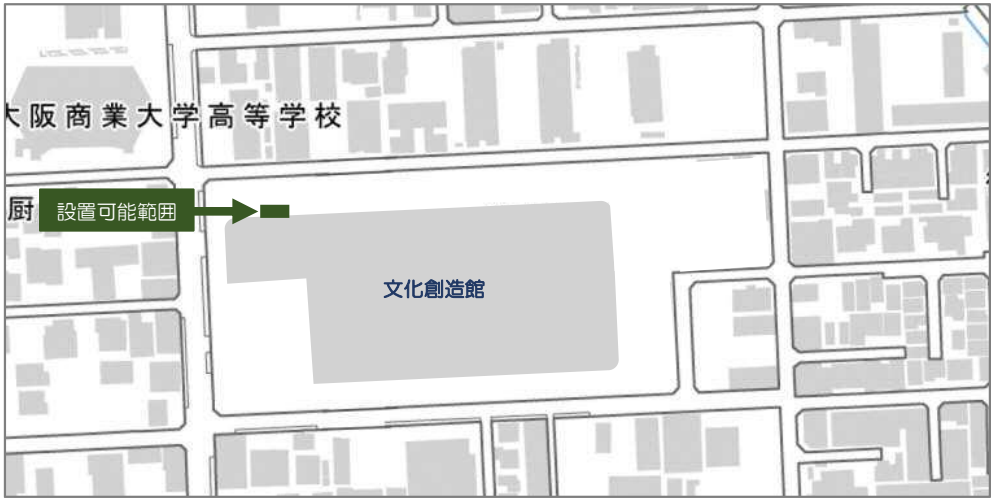 大阪商業大学高等学校
厨
設置可能範囲
文化創造館